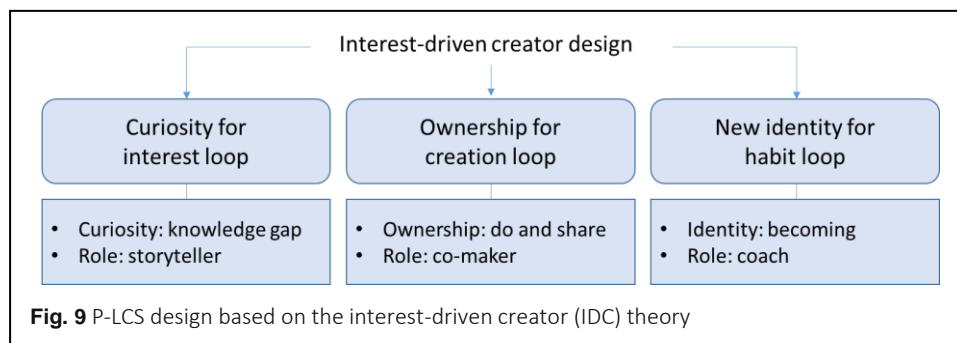 Interest-driven creator design
Curiosity for
interest loop
Ownership for
creation loop
New identity for
habit loop
• Curiosity: knowledge gap
• Role: storyteller
• Ownership: do and share
• Role: co-maker
• Identity: becoming
• Role: coach
Fig. 9 P-LCS design based on the interest-driven creator (IDC) theory